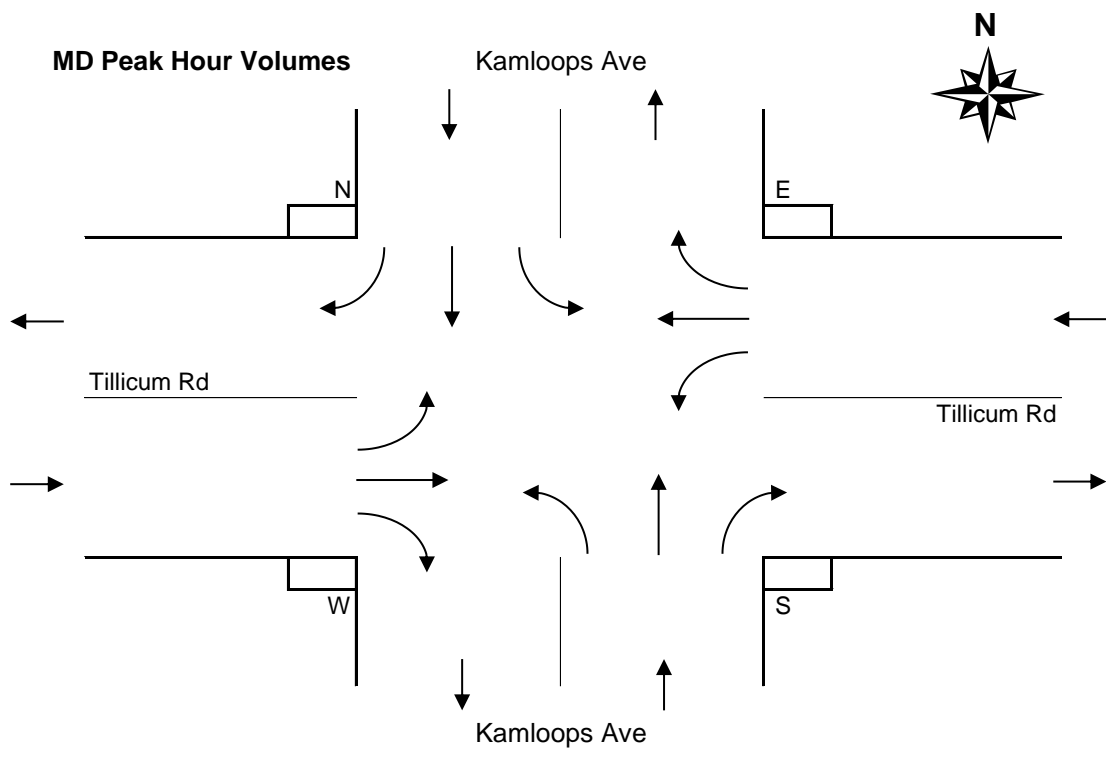 N
MD Peak Hour Volumes
Kamloops Ave
N
E
Tillicum Rd
Tillicum Rd
W
S
Kamloops Ave